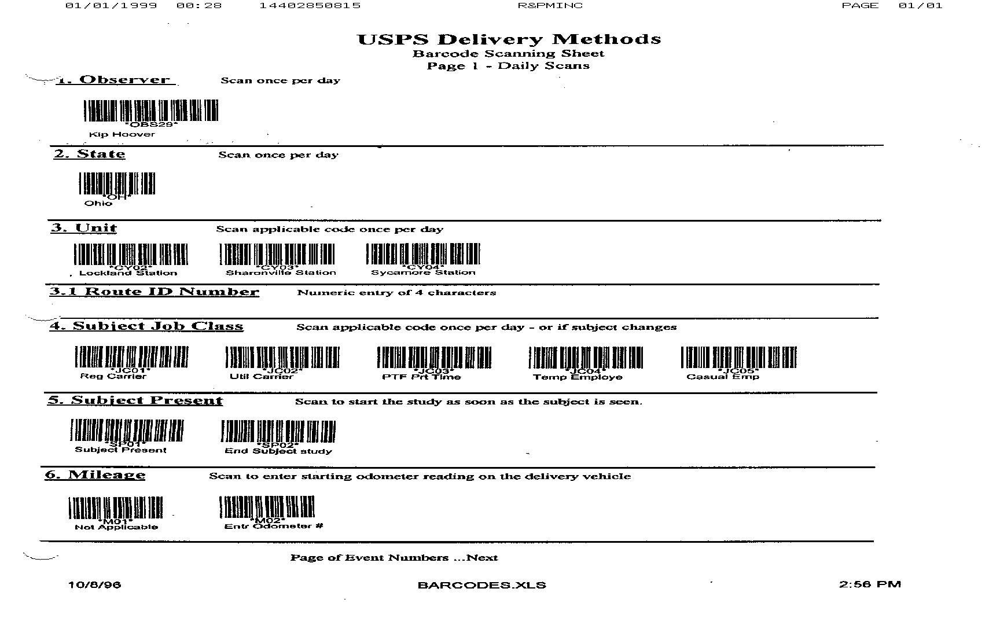 01/01/1999 00:28 14402850815 R&PMINC PAGE 01/01
USPS Delivery Methods
Barcode Scanning Sheet
Page 1 - Daily Scans
1. Observer Scan once per day
*OBS29*
Kip Hoover
2. State Scan once per day
*OH*
Ohio
3. Unit Scan applicable code once per day
*CY02* *CY03* *CY04*
Lockland Station Sharonville Station Sycamore Station
3.1 Route ID Number Numeric entry of 4 characters
4. Subject Job Class Scan applicable code once per day - or if subject changes
*JC01* *JC02* *JC03* *JC04* *JC05*
Reg Carrier Util Carrier PTF Prt Time Temp Employe Casual Emp
5. Subject Present Scan to start the study as soon as the subject is seen.
*SP01* *SP02*
Subject Present End Subject study
6. Mileage Scan to enter starting odometer reading on the delivery vehicle
*M01* *M02*
Not Applicable Entr Odometer #
Page of Event Numbers ...Next
10/8/96 BARCODES.XLS 2:56 PM